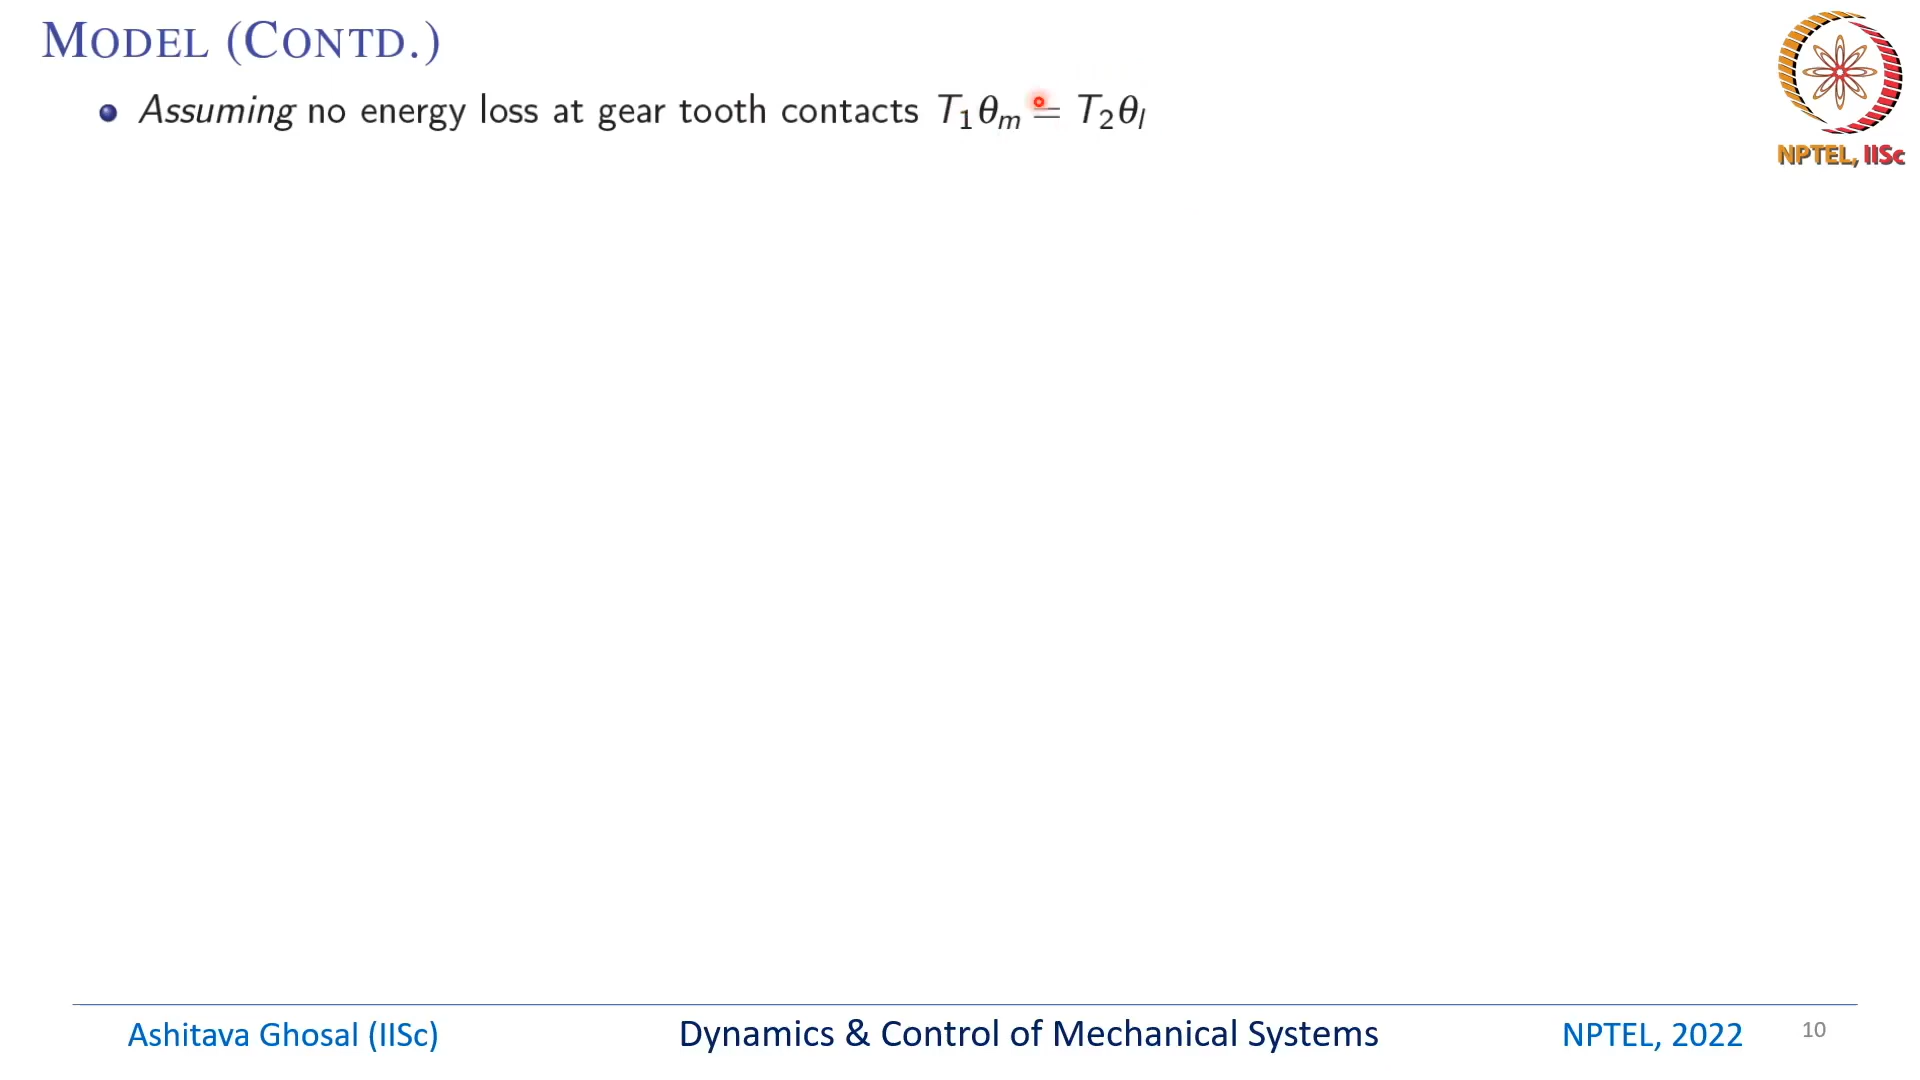 MODEL (CONTD.)
Assuming no energy loss at gear tooth contacts T₁θₘ = T₂θₗ
NPTEL, IISc
Ashitava Ghosal (IISc) Dynamics & Control of Mechanical Systems NPTEL, 2022 10